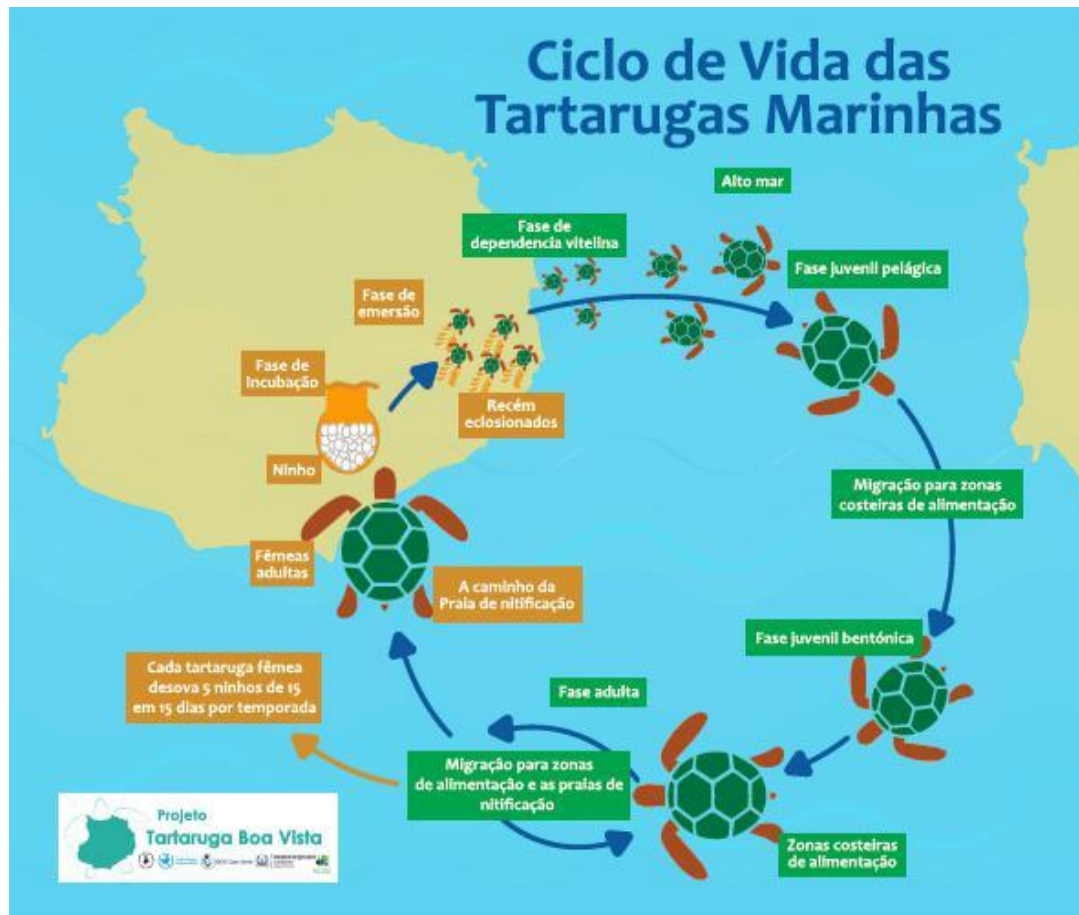 Ciclo de Vida das
Tartarugas Marinhas
Alto mar
Fase de
dependencia vitelina
Fase juvenil pelágica
Fase de
emersão
Fase de
Incubação
Recém
eclosionados
Ninho
Migração para zonas
costeiras de alimentação
Fêmeas
adultas
A caminho da
Praia de nitificação
Fase juvenil bentónica
Cada tartaruga fêmea
desova 5 ninhos de 15
em 15 dias por temporada
Fase adulta
Migração para zonas
de alimentação e as praias de
nitificação
Zonas costeiras
de alimentação
Projeto
Tartaruga Boa Vista